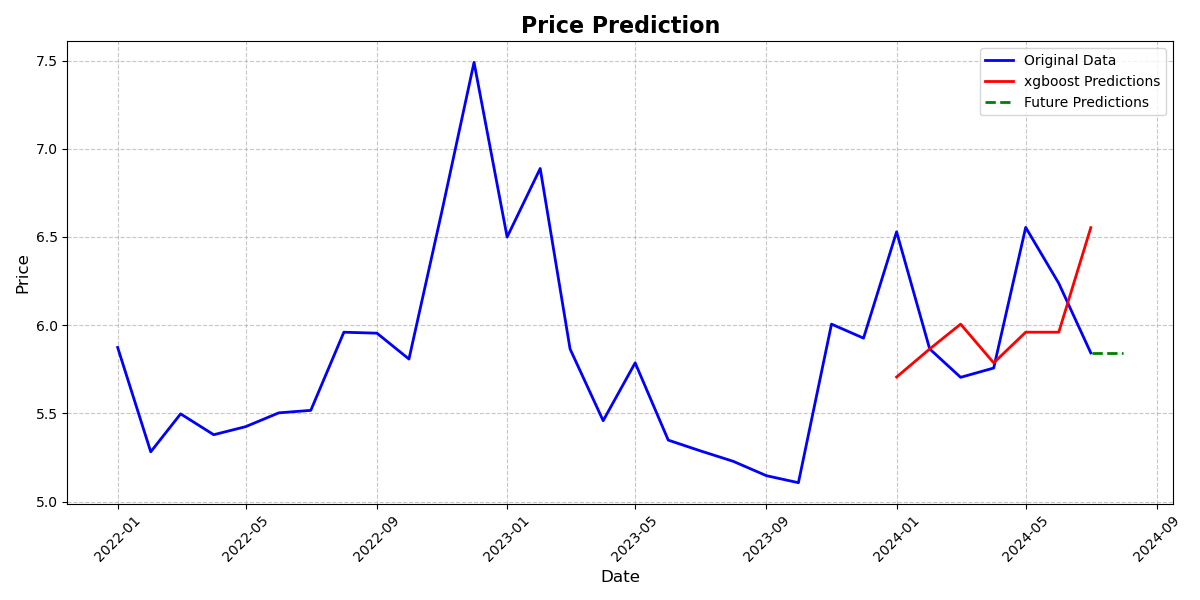 Price Prediction
Original Data
xgboost Predictions
Future Predictions
Price
7.5
7.0
6.5
6.0
5.5
5.0
2022-01
2022-05
2022-09
2023-01
2023-05
2023-09
2024-01
2024-05
2024-09
Date